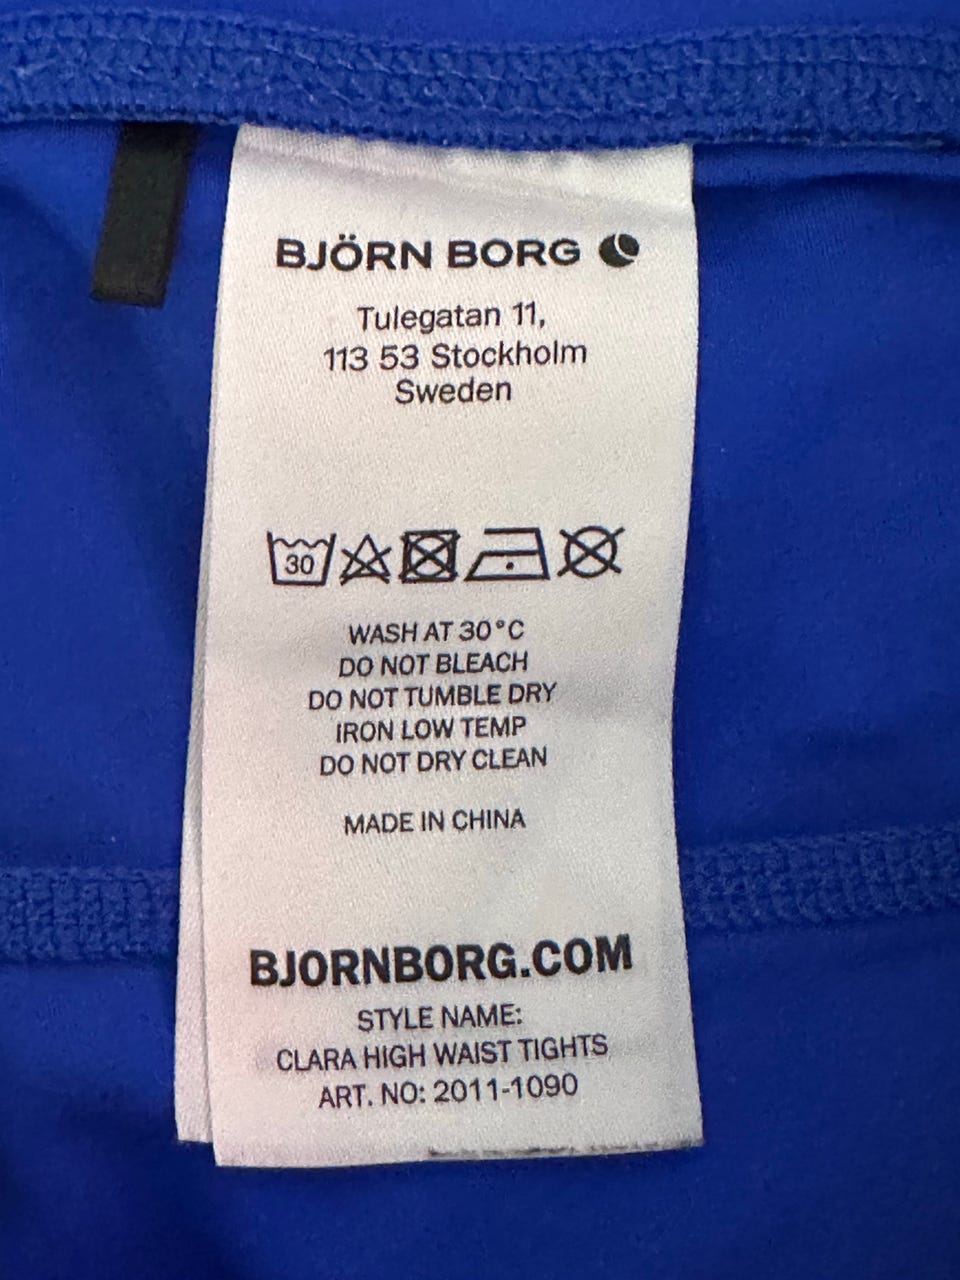 BJÖRN BORG
Tulegatan 11,
113 53 Stockholm
Sweden
30
WASH AT 30°C
DO NOT BLEACH
DO NOT TUMBLE DRY
IRON LOW TEMP
DO NOT DRY CLEAN
MADE IN CHINA
BJORNBORG.COM
STYLE NAME:
CLARA HIGH WAIST TIGHTS
ART. NO: 2011-1090